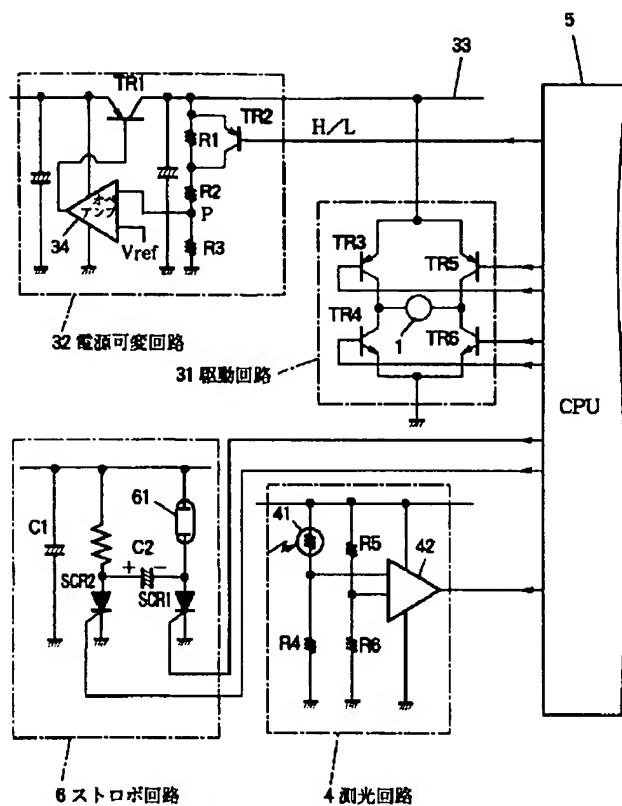 5
33
TR1
TR2
H/L
R1
R2
P
R3
オペ
アンプ
34
Vref
32 電源可変回路
TR3
TR5
TR4
TR6
1
31 駆動回路
CPU
61
C1
C2
+
−
SCR2
SCR1
6 ストロボ回路
41
R5
42
R4
R6
4 測光回路